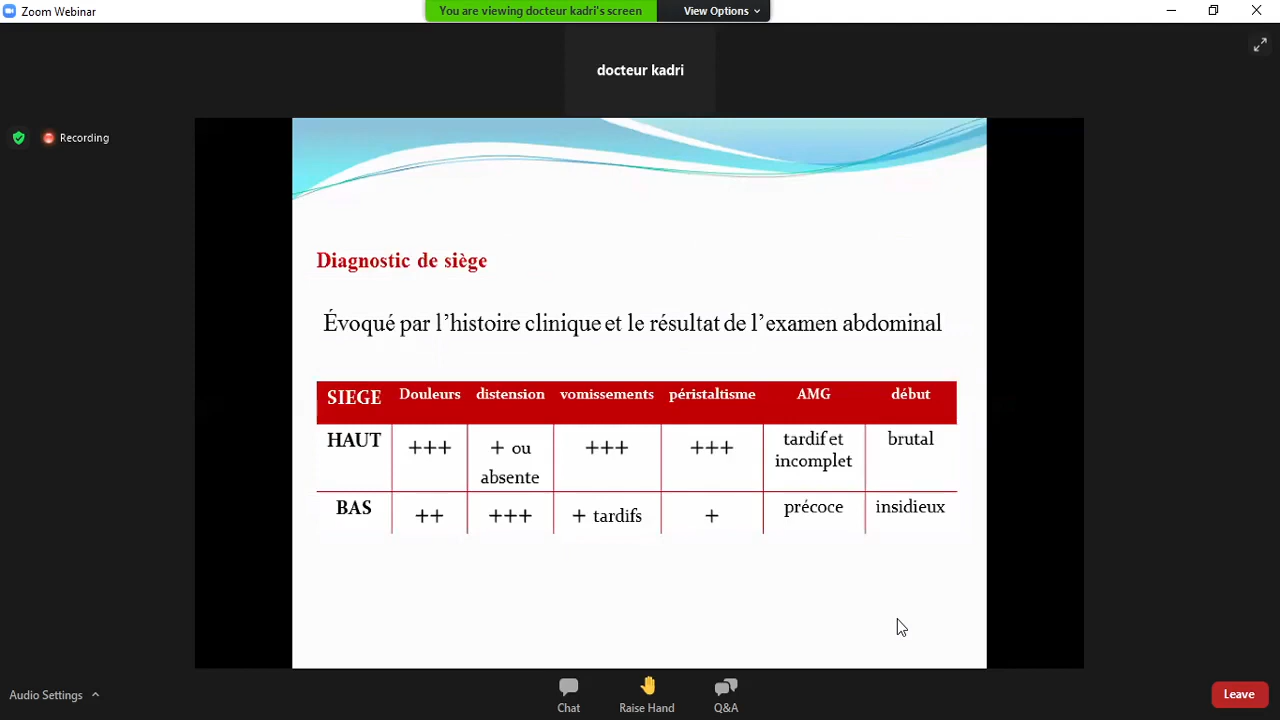 Zoom Webinar
You are viewing docteur kadri's screen
View Options
docteur kadri
Recording
Diagnostic de siège
Évoqué par l’histoire clinique et le résultat de l’examen abdominal
SIEGE Douleurs distension vomissements péristaltisme AMG début
HAUT +++ + ou absente +++ +++ tardif et incomplet brutal
BAS ++ +++ + tardifs + précoce insidieux
Audio Settings
Chat
Raise Hand
Q&A
Leave